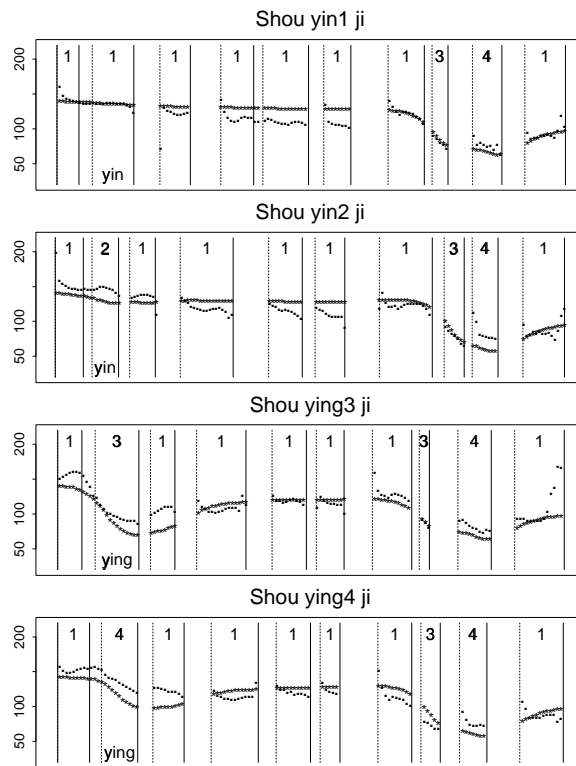 Shou yin1 ji
200
1 1 1 1 1 1 1 3 4 1
100
50
yin
Shou yin2 ji
200
1 2 1 1 1 1 1 3 4 1
100
50
yin
Shou ying3 ji
200
1 3 1 1 1 1 1 3 4 1
100
50
ying
Shou ying4 ji
200
1 4 1 1 1 1 1 3 4 1
100
50
ying